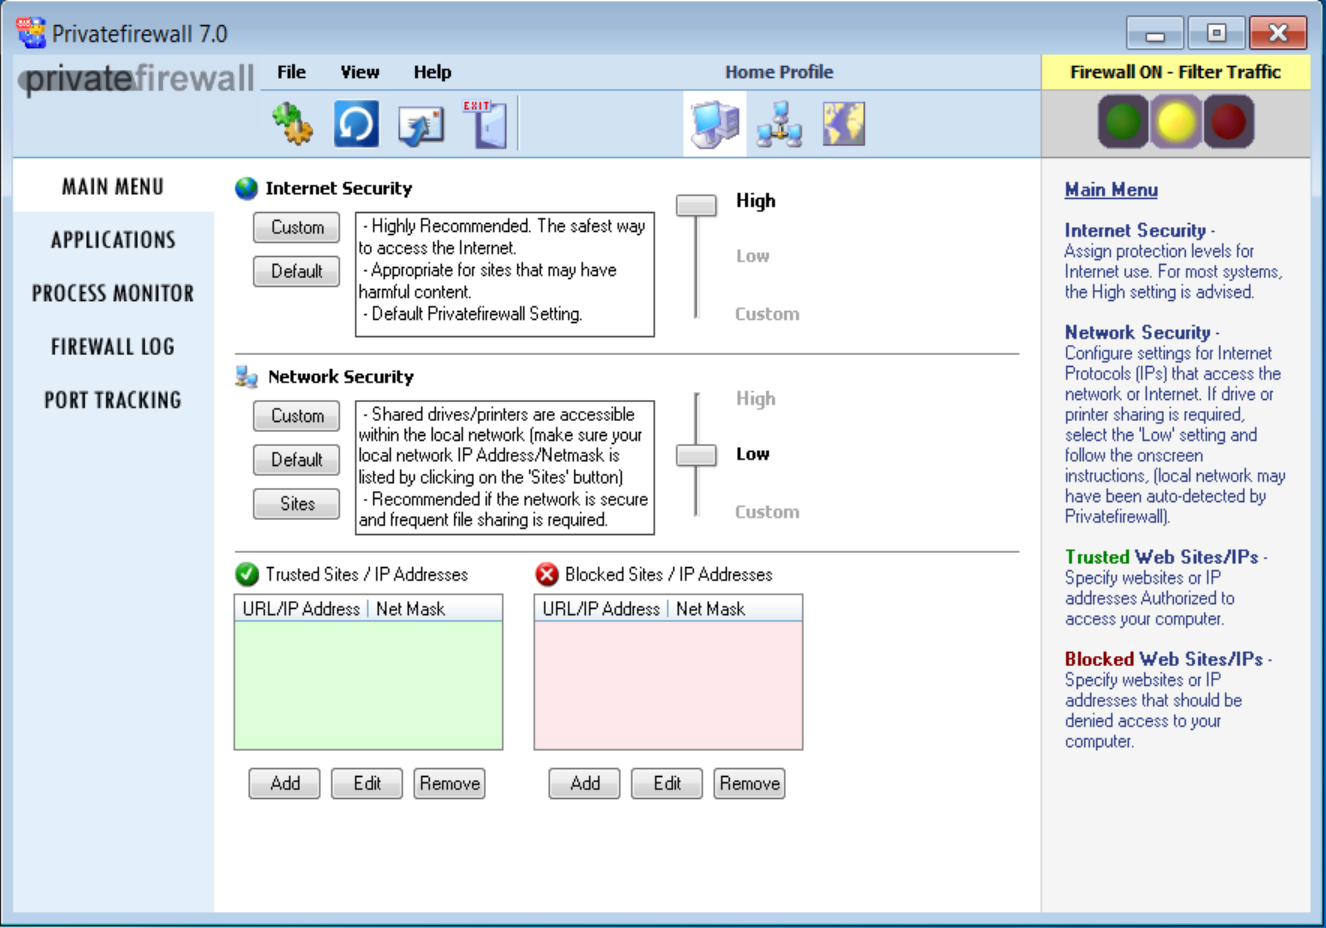 Privatefirewall 7.0
privatefirewall
File View Help
Home Profile
Firewall ON - Filter Traffic
EXIT
MAIN MENU
APPLICATIONS
PROCESS MONITOR
FIREWALL LOG
PORT TRACKING
Internet Security
Custom
Default
- Highly Recommended. The safest way
to access the Internet.
- Appropriate for sites that may have
harmful content.
- Default Privatefirewall Setting.
High
Low
Custom
Network Security
Custom
Default
Sites
- Shared drives/printers are accessible
within the local network (make sure your
local network IP Address/Netmask is
listed by clicking on the 'Sites' button)
- Recommended if the network is secure
and frequent file sharing is required.
High
Low
Custom
Trusted Sites / IP Addresses
URL/IP Address Net Mask
Add Edit Remove
Blocked Sites / IP Addresses
URL/IP Address Net Mask
Add Edit Remove
Main Menu
Internet Security -
Assign protection levels for
Internet use. For most systems,
the High setting is advised.
Network Security -
Configure settings for Internet
Protocols (IPs) that access the
network or Internet. If drive or
printer sharing is required,
select the 'Low' setting and
follow the onscreen
instructions, (local network may
have been auto-detected by
Privatefirewall).
Trusted Web Sites/IPs -
Specify websites or IP
addresses Authorized to
access your computer.
Blocked Web Sites/IPs -
Specify websites or IP
addresses that should be
denied access to your
computer.